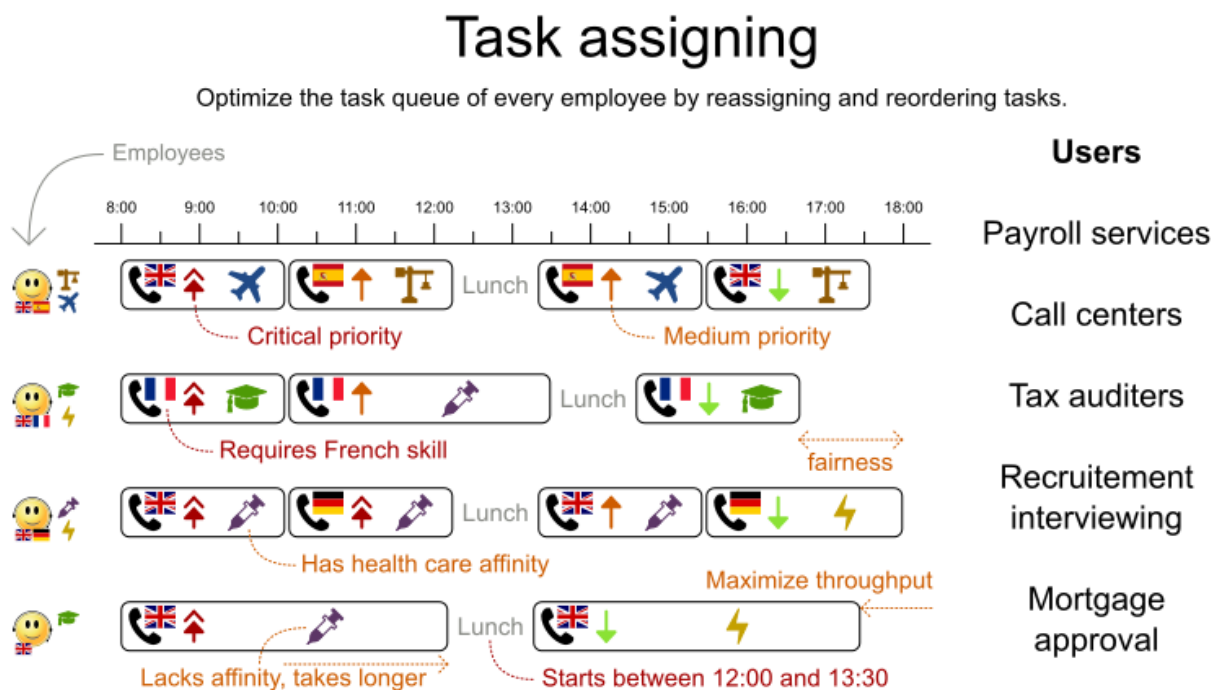 Task assigning
Optimize the task queue of every employee by reassigning and reordering tasks.
Employees
Users
8:00 9:00 10:00 11:00 12:00 13:00 14:00 15:00 16:00 17:00 18:00
Payroll services
Lunch
Call centers
Critical priority
Medium priority
Lunch
Tax auditers
Requires French skill
fairness
Recruitement
interviewing
Lunch
Has health care affinity
Maximize throughput
Mortgage
approval
Lunch
Lacks affinity, takes longer
Starts between 12:00 and 13:30